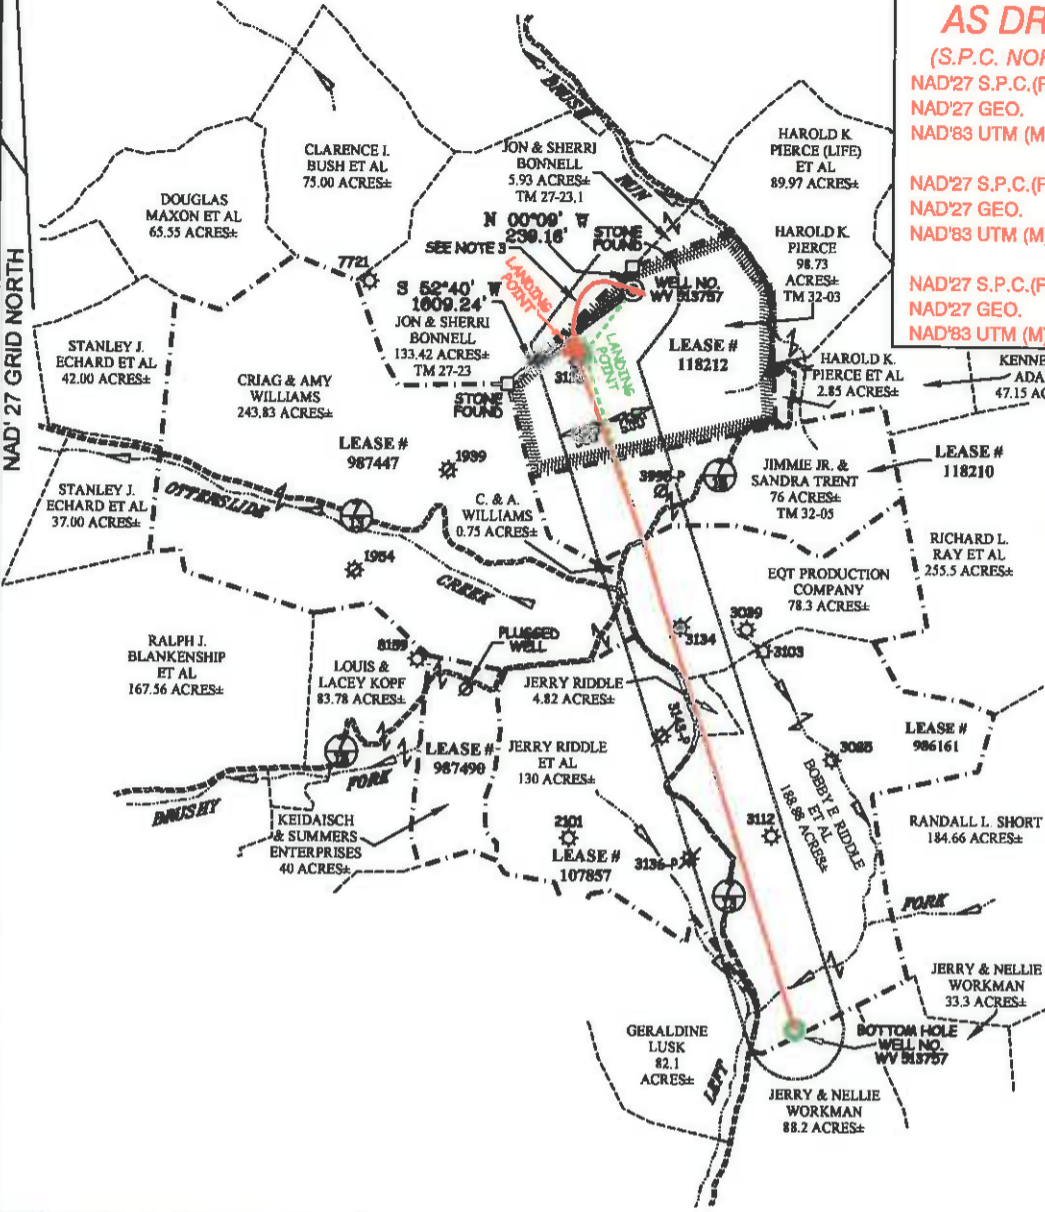 AS DR
(S.P.C. NOR
NAD'27 S.P.C.(F
NAD'27 GEO.
NAD'83 UTM (M
NAD'27 S.P.C.(F
NAD'27 GEO.
NAD'83 UTM (M)
NAD'27 S.P.C.(F
NAD'27 GEO.
NAD'83 UTM (M)
NAD' 27 GRID NORTH
BRUSH
RUN
CLARENCE I.
BUSH ET AL
75.00 ACRES±
JON & SHERRI
BONNELL
5.93 ACRES±
TM 27-23.1
HAROLD K.
PIERCE (LIFE)
ET AL
89.97 ACRES±
DOUGLAS
MAXON ET AL
65.55 ACRES±
N 00°09' W
239.16'
STONE
FOUND
SEE NOTE 3
HAROLD K.
PIERCE
98.73
ACRES±
TM 32-03
7721
LANDING
POINT
WELL NO.
WV 513757
S 52°40' W
1609.24'
JON & SHERRI
BONNELL
133.42 ACRES±
TM 27-23
LANDING
POINT
LEASE #
118212
STANLEY J.
ECHARD ET AL
42.00 ACRES±
CRIAG & AMY
WILLIAMS
243.83 ACRES±
STONE
FOUND
HAROLD K.
PIERCE ET AL
2.85 ACRES±
KENNE
ADA
47.15 AC
LEASE #
987447
1939
3995-P
JIMMIE JR. &
SANDRA TRENT
76 ACRES±
TM 32-05
LEASE #
118210
STANLEY J.
ECHARD ET AL
37.00 ACRES±
OTTERSLIDE
CREEK
7
13
C. & A.
WILLIAMS
0.75 ACRES±
1954
RICHARD L.
RAY ET AL
255.5 ACRES±
EQT PRODUCTION
COMPANY
78.3 ACRES±
3089
3134
3103
RALPH J.
BLANKENSHIP
ET AL
167.56 ACRES±
8159
PLUGGED
WELL
LOUIS &
LACEY KOPF
83.78 ACRES±
JERRY RIDDLE
4.82 ACRES±
3143-P
LEASE #
986161
LEASE #
987490
JERRY RIDDLE
ET AL
130 ACRES±
BRUSHY
FORK
BOBBY E. RIDDLE
ET AL
188.88 ACRES±
KEIDAISCH
& SUMMERS
ENTERPRISES
40 ACRES±
2101
LEASE #
107857
3136-P
3112
RANDALL L. SHORT
184.66 ACRES±
FORK
LEFT
JERRY & NELLIE
WORKMAN
33.3 ACRES±
GERALDINE
LUSK
82.1
ACRES±
BOTTOM HOLE
WELL NO.
WV 513757
JERRY & NELLIE
WORKMAN
88.2 ACRES±